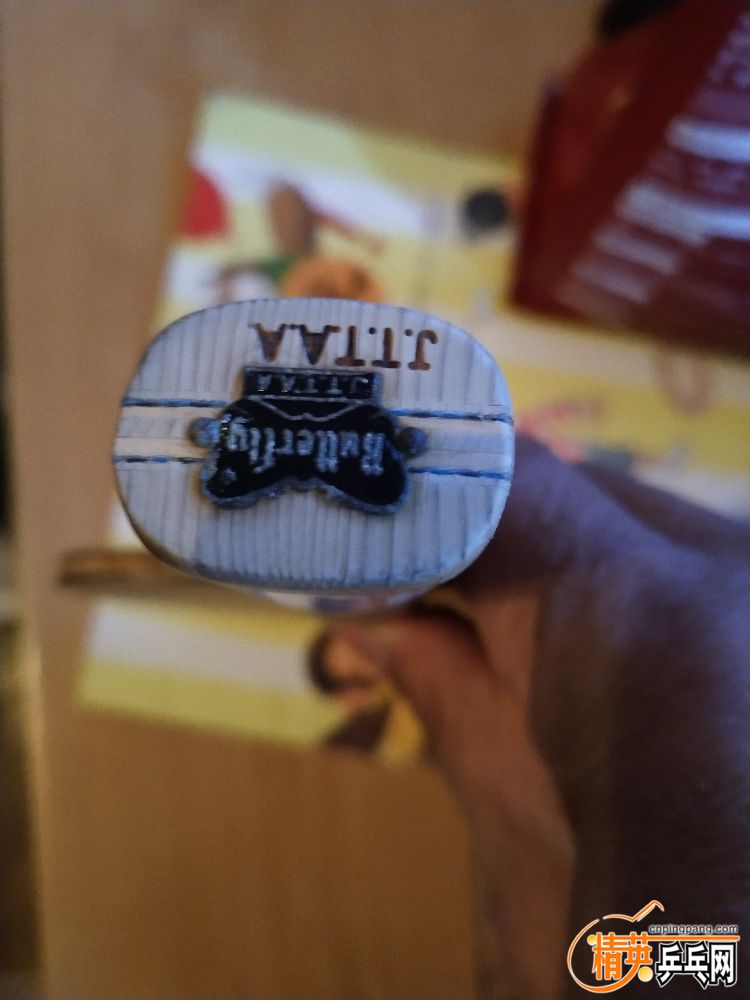 J.T.T.A.A
J.T.T.A.A
Butterfly
cnpingpang.com
精英乒乓网